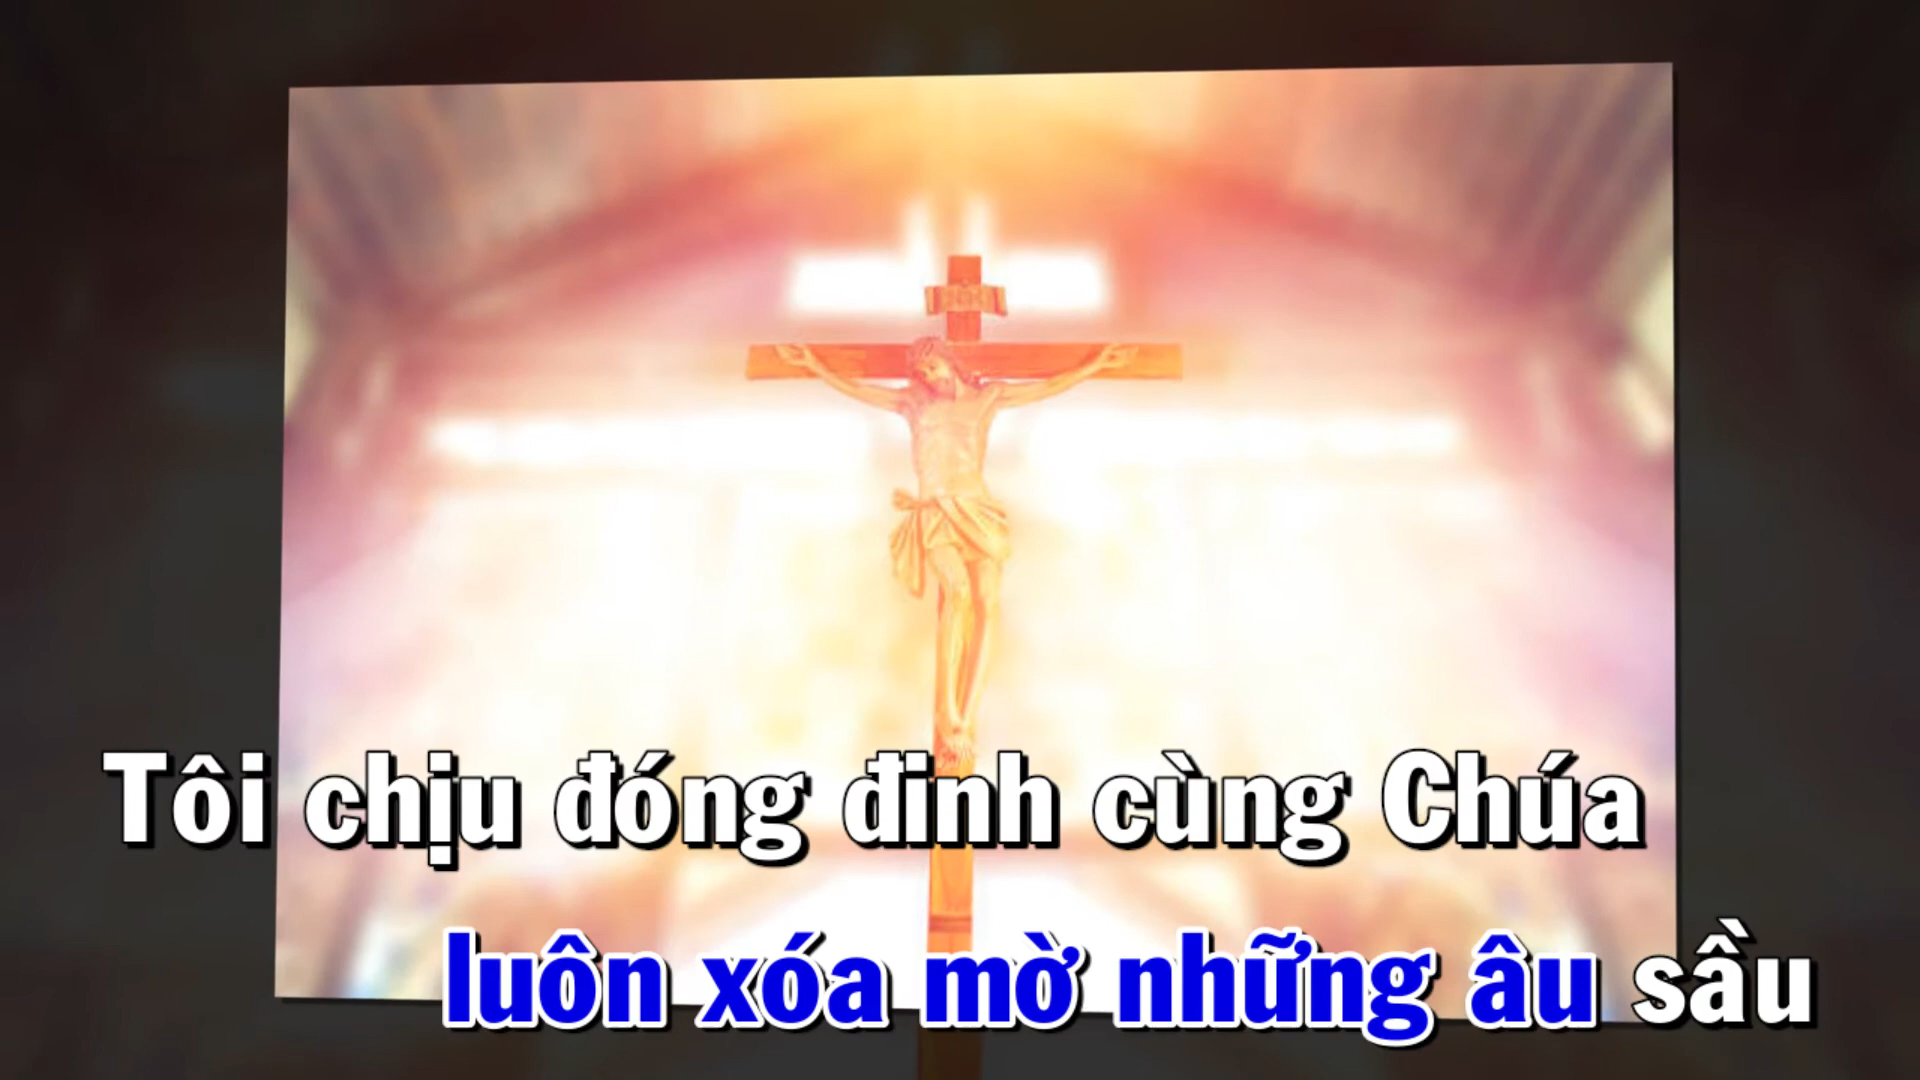 Tôi chịu đóng đinh cùng Chúa
luôn xóa mờ những âu sầu